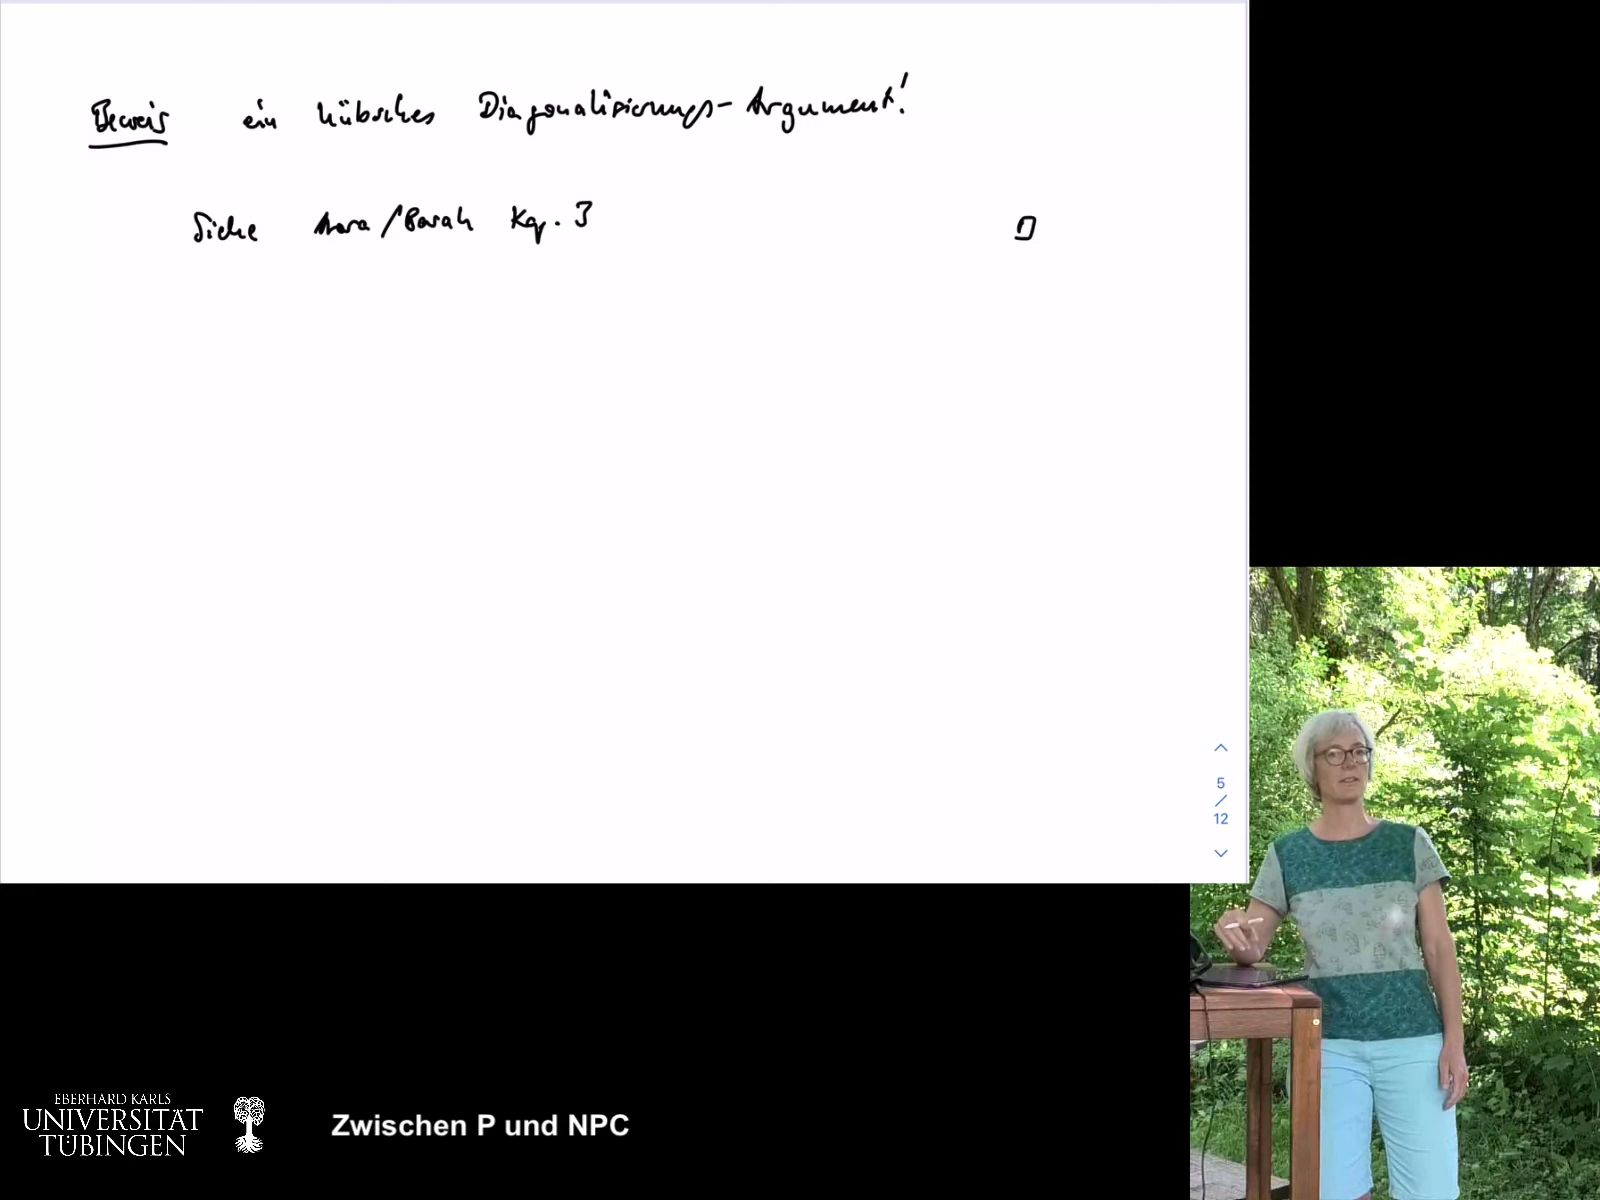 Beweis ein hübsches Diagonalisierungs-Argument!
Siehe Arora/Barak Kap. 3
5
/
12
EBERHARD KARLS
UNIVERSITÄT
TÜBINGEN
Zwischen P und NPC